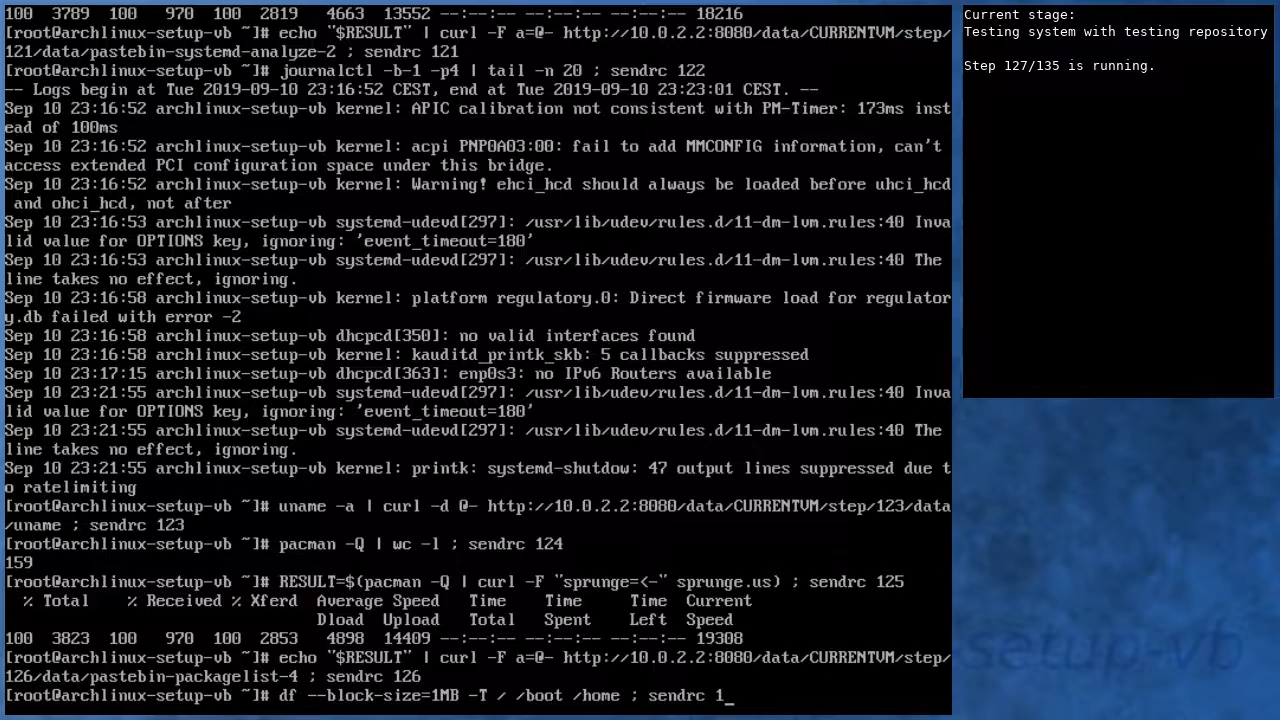 100  3789  100   970  100  2819   4663  13552 --:--:-- --:--:-- --:--:-- 18216
[root@archlinux-setup-vb ~]# echo "$RESULT" | curl -F a=@- http://10.0.2.2:8080/data/CURRENTVM/step/
121/data/pastebin-systemd-analyze-2 ; sendrc 121
[root@archlinux-setup-vb ~]# journalctl -b-1 -p4 | tail -n 20 ; sendrc 122
-- Logs begin at Tue 2019-09-10 23:16:52 CEST, end at Tue 2019-09-10 23:23:01 CEST. --
Sep 10 23:16:52 archlinux-setup-vb kernel: APIC calibration not consistent with PM-Timer: 173ms inst
ead of 100ms
Sep 10 23:16:52 archlinux-setup-vb kernel: acpi PNP0A03:00: fail to add MMCONFIG information, can't 
access extended PCI configuration space under this bridge.
Sep 10 23:16:52 archlinux-setup-vb kernel: Warning! ehci_hcd should always be loaded before uhci_hcd
 and ohci_hcd, not after
Sep 10 23:16:53 archlinux-setup-vb systemd-udevd[297]: /usr/lib/udev/rules.d/11-dm-lvm.rules:40 Inva
lid value for OPTIONS key, ignoring: 'event_timeout=180'
Sep 10 23:16:53 archlinux-setup-vb systemd-udevd[297]: /usr/lib/udev/rules.d/11-dm-lvm.rules:40 The 
line takes no effect, ignoring.
Sep 10 23:16:58 archlinux-setup-vb kernel: platform regulatory.0: Direct firmware load for regulator
y.db failed with error -2
Sep 10 23:16:58 archlinux-setup-vb dhcpcd[350]: no valid interfaces found
Sep 10 23:16:58 archlinux-setup-vb kernel: kauditd_printk_skb: 5 callbacks suppressed
Sep 10 23:17:15 archlinux-setup-vb dhcpcd[363]: enp0s3: no IPv6 Routers available
Sep 10 23:21:55 archlinux-setup-vb systemd-udevd[297]: /usr/lib/udev/rules.d/11-dm-lvm.rules:40 Inva
lid value for OPTIONS key, ignoring: 'event_timeout=180'
Sep 10 23:21:55 archlinux-setup-vb systemd-udevd[297]: /usr/lib/udev/rules.d/11-dm-lvm.rules:40 The 
line takes no effect, ignoring.
Sep 10 23:21:55 archlinux-setup-vb kernel: printk: systemd-shutdow: 47 output lines suppressed due t
o ratelimiting
[root@archlinux-setup-vb ~]# uname -a | curl -d @- http://10.0.2.2:8080/data/CURRENTVM/step/123/data
/uname ; sendrc 123
[root@archlinux-setup-vb ~]# pacman -Q | wc -l ; sendrc 124
159
[root@archlinux-setup-vb ~]# RESULT=$(pacman -Q | curl -F "sprunge=<-" sprunge.us) ; sendrc 125
  % Total    % Received % Xferd  Average Speed   Time    Time     Time  Current
                                 Dload  Upload   Total   Spent    Left  Speed
100  3823  100   970  100  2853   4898  14409 --:--:-- --:--:-- --:--:-- 19308
[root@archlinux-setup-vb ~]# echo "$RESULT" | curl -F a=@- http://10.0.2.2:8080/data/CURRENTVM/step/
126/data/pastebin-packagelist-4 ; sendrc 126
[root@archlinux-setup-vb ~]# df --block-size=1MB -T / /boot /home ; sendrc 1_
Current stage:
Testing system with testing repository
Step 127/135 is running.
setup-vb